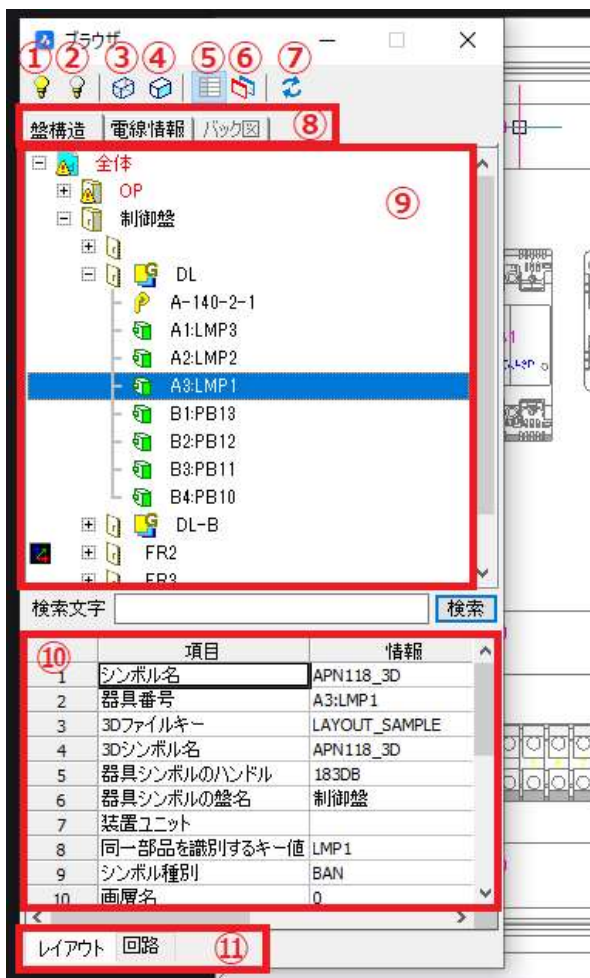 ブラウザ
① ② ③ ④ ⑤ ⑥ ⑦
盤構造 電線情報 バック図 ⑧
全体
OP
⑨
制御盤
DL
A-140-2-1
A1:LMP3
A2:LMP2
A3:LMP1
B1:PB13
B2:PB12
B3:PB11
B4:PB10
DL-B
FR2
FR3
検索文字 検索
⑩ 項目 情報
1 シンボル名 APN118_3D
2 器具番号 A3:LMP1
3 3Dファイルキー LAYOUT_SAMPLE
4 3Dシンボル名 APN118_3D
5 器具シンボルのハンドル 183DB
6 器具シンボルの盤名 制御盤
7 装置ユニット
8 同一部品を識別するキー値 LMP1
9 シンボル種別 BAN
10 画層名 0
レイアウト 回路 ⑪